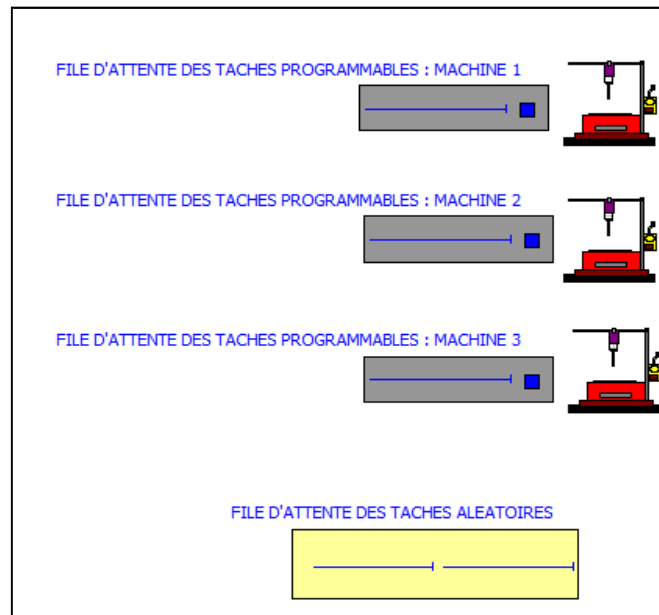 FILE D'ATTENTE DES TACHES PROGRAMMABLES : MACHINE 1
FILE D'ATTENTE DES TACHES PROGRAMMABLES : MACHINE 2
FILE D'ATTENTE DES TACHES PROGRAMMABLES : MACHINE 3
FILE D'ATTENTE DES TACHES ALEATOIRES